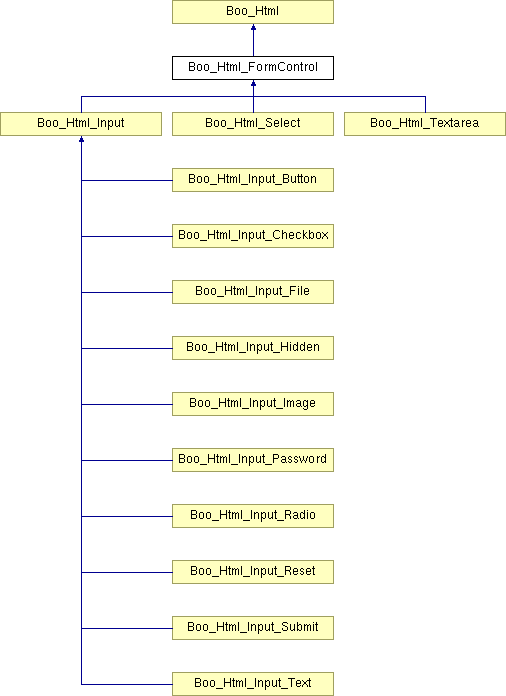 Boo_Html
Boo_Html_FormControl
Boo_Html_Input
Boo_Html_Select
Boo_Html_Textarea
Boo_Html_Input_Button
Boo_Html_Input_Checkbox
Boo_Html_Input_File
Boo_Html_Input_Hidden
Boo_Html_Input_Image
Boo_Html_Input_Password
Boo_Html_Input_Radio
Boo_Html_Input_Reset
Boo_Html_Input_Submit
Boo_Html_Input_Text